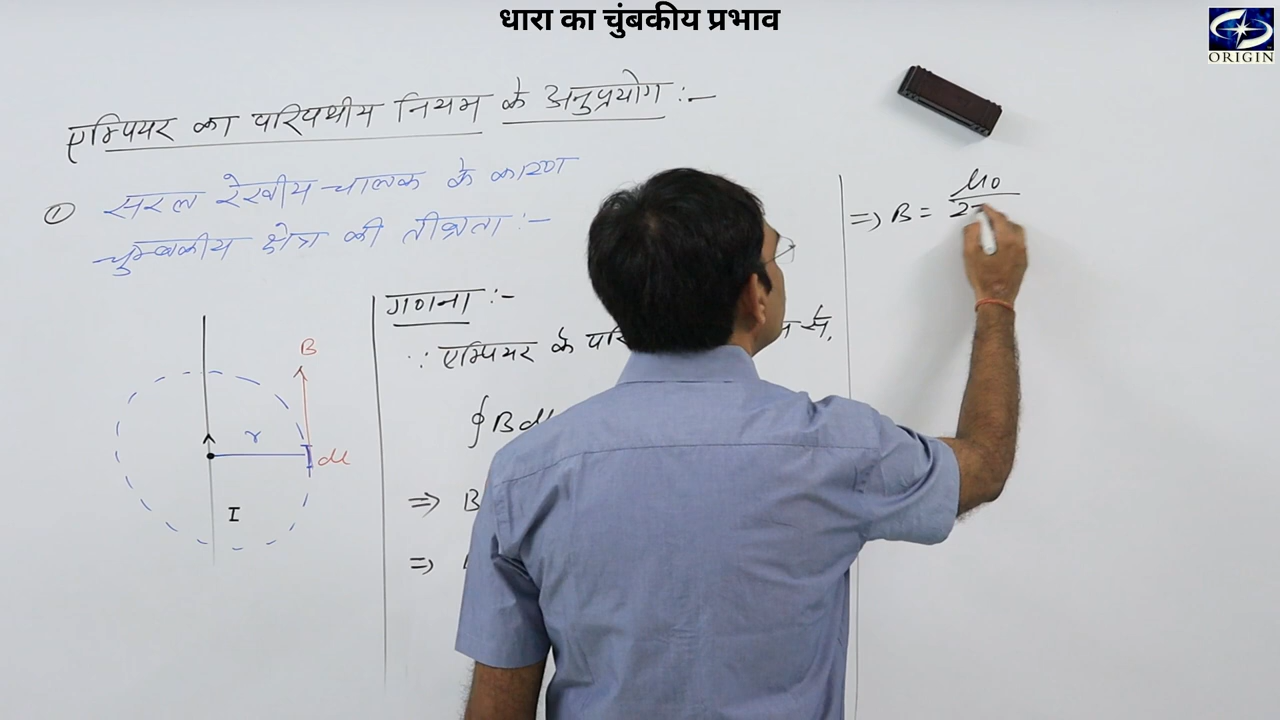 धारा का चुंबकीय प्रभाव
ORIGIN
एम्पियर का परिपथीय नियम के अनुप्रयोग :-
① सरल रेखीय चालक के कारण
चुम्बकीय क्षेत्र की तीव्रता :-
B
r
dl
I
गणना :-
∵ एम्पियर के परि से,
∮ B dl
⇒ B
⇒
⇒ B = μ0 / 2